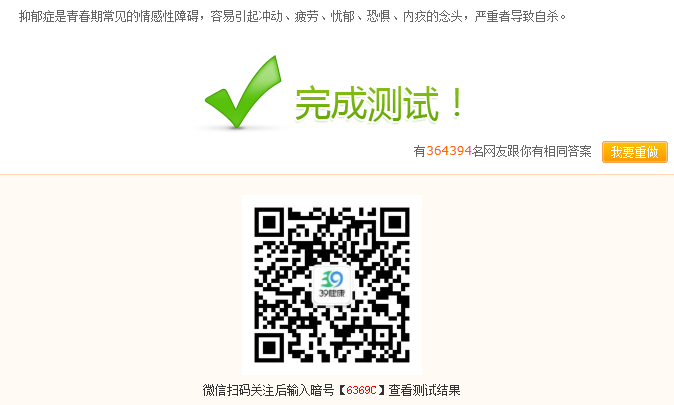 抑郁症是青春期常见的情感性障碍，容易引起冲动、疲劳、忧郁、恐惧、内疚的念头，严重者导致自杀。
完成测试！
有364394名网友跟你有相同答案 我要重做
39健康
微信扫码关注后输入暗号【6369C】查看测试结果